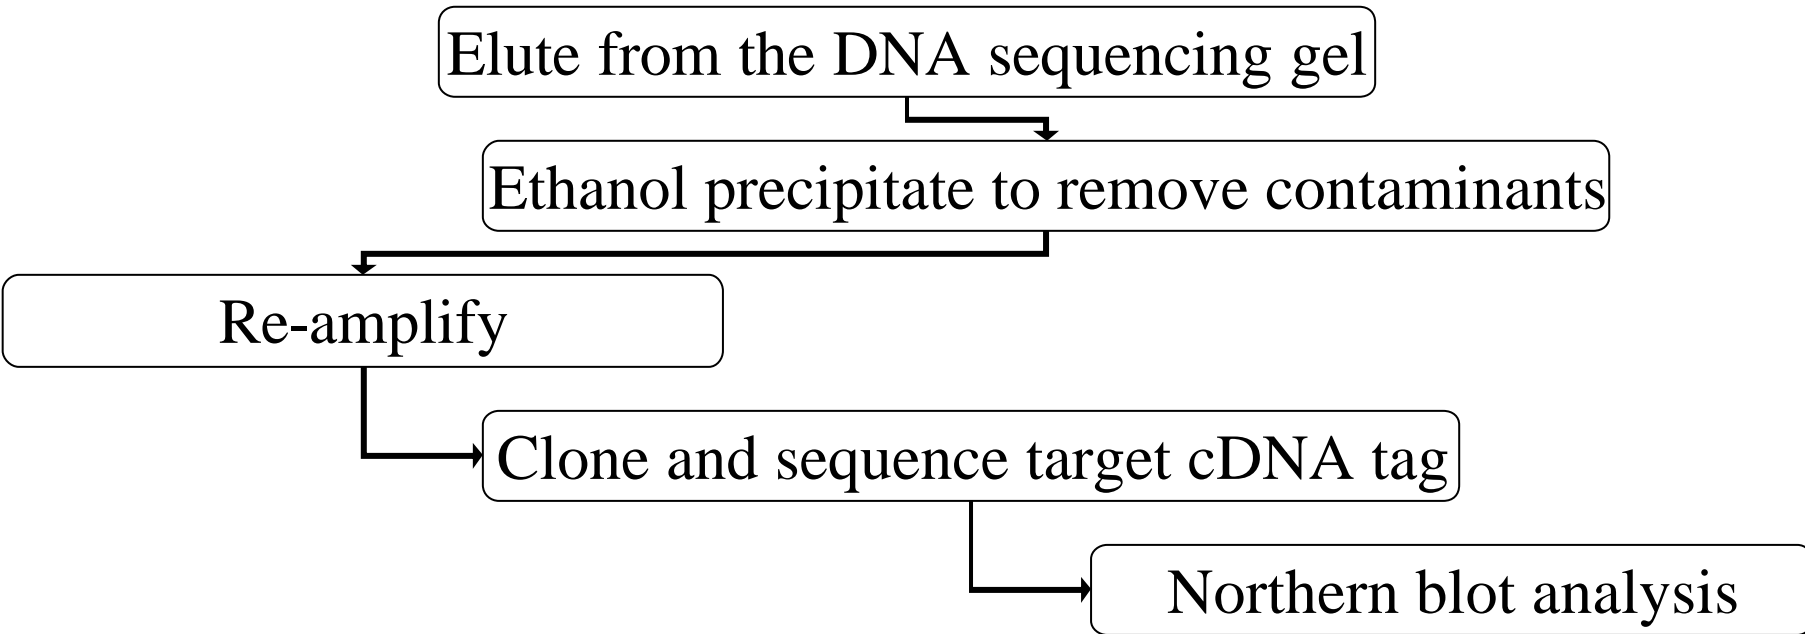 Elute from the DNA sequencing gel
Ethanol precipitate to remove contaminants
Re-amplify
Clone and sequence target cDNA tag
Northern blot analysis